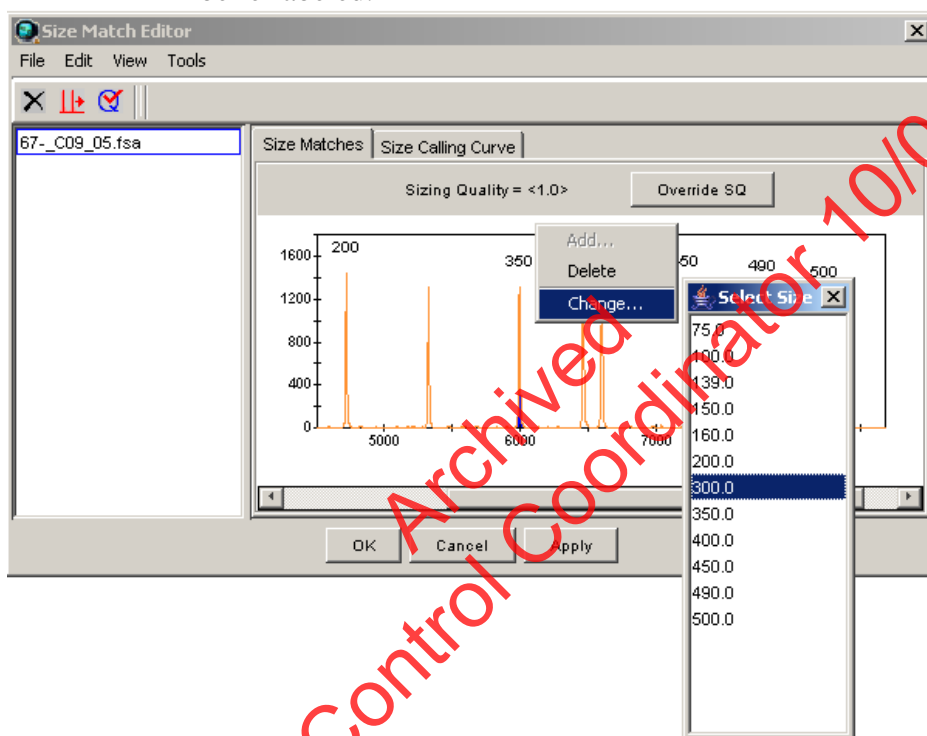 Size Match Editor
File Edit View Tools
67-_C09_05.fsa
Size Matches Size Calling Curve
Sizing Quality = <1.0> Override SQ
200 350 490 500
1600
1200
800
400
0
5000 6000 7000
Add...
Delete
Change...
Select Size
75.0
100.0
139.0
150.0
160.0
200.0
300.0
350.0
400.0
450.0
490.0
500.0
OK Cancel Apply
Archived
Control Coordinator 10/0